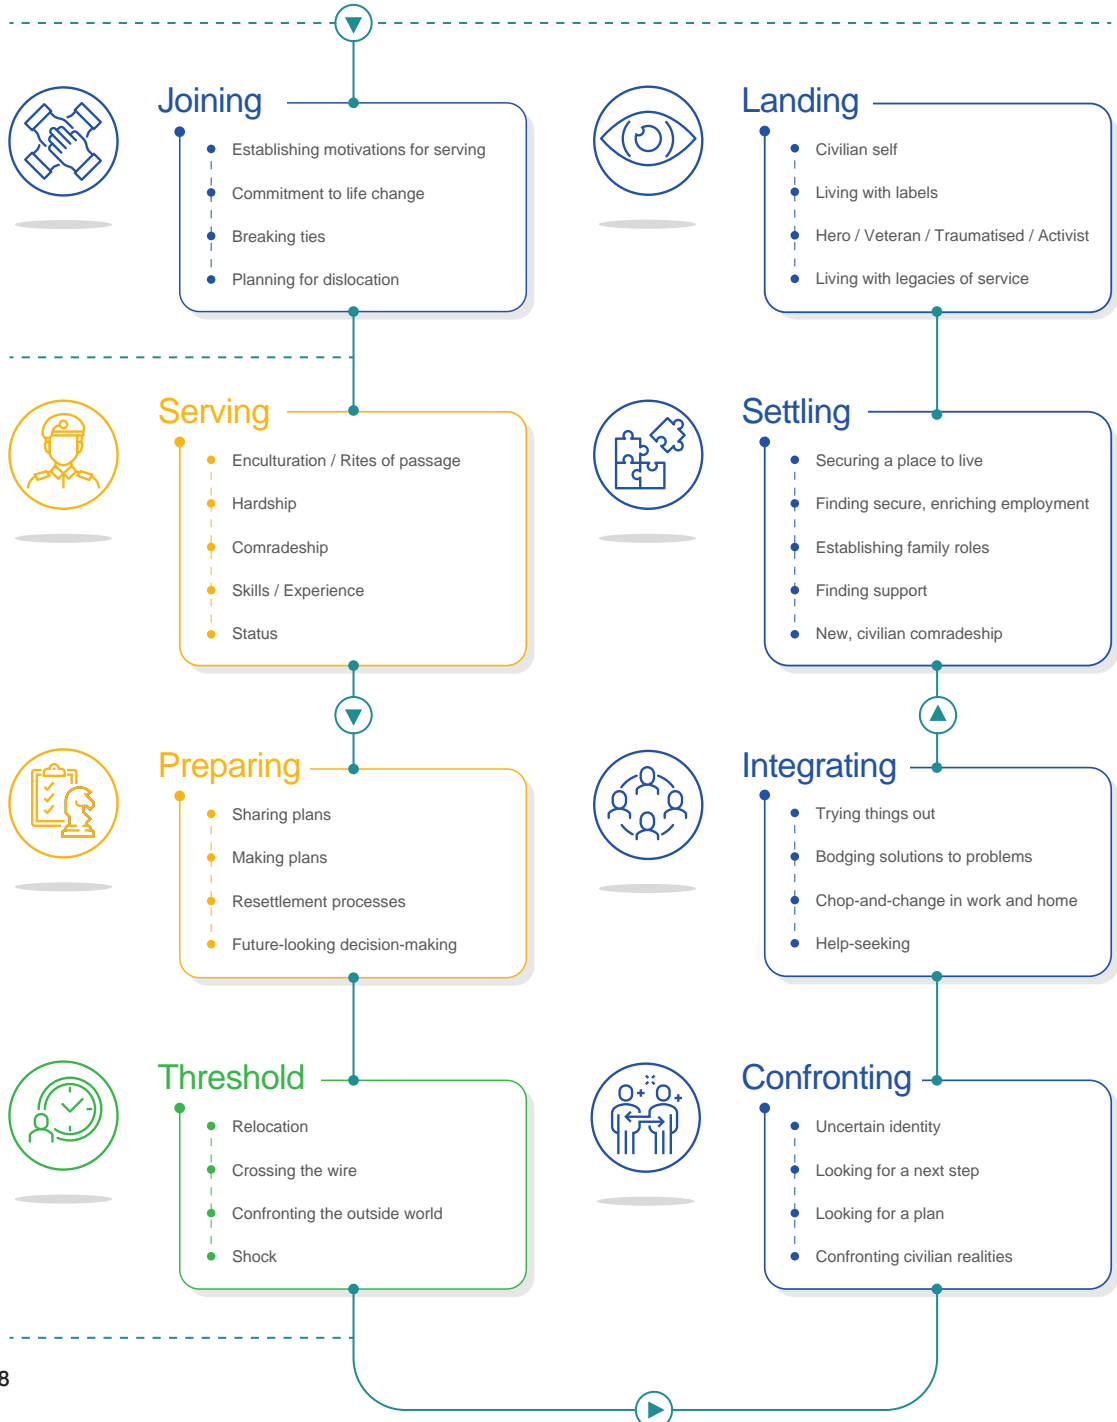 Joining
Establishing motivations for serving
Commitment to life change
Breaking ties
Planning for dislocation
Serving
Enculturation / Rites of passage
Hardship
Comradeship
Skills / Experience
Status
Preparing
Sharing plans
Making plans
Resettlement processes
Future-looking decision-making
Threshold
Relocation
Crossing the wire
Confronting the outside world
Shock
Confronting
Uncertain identity
Looking for a next step
Looking for a plan
Confronting civilian realities
Integrating
Trying things out
Bodging solutions to problems
Chop-and-change in work and home
Help-seeking
Settling
Securing a place to live
Finding secure, enriching employment
Establishing family roles
Finding support
New, civilian comradeship
Landing
Civilian self
Living with labels
Hero / Veteran / Traumatised / Activist
Living with legacies of service
8